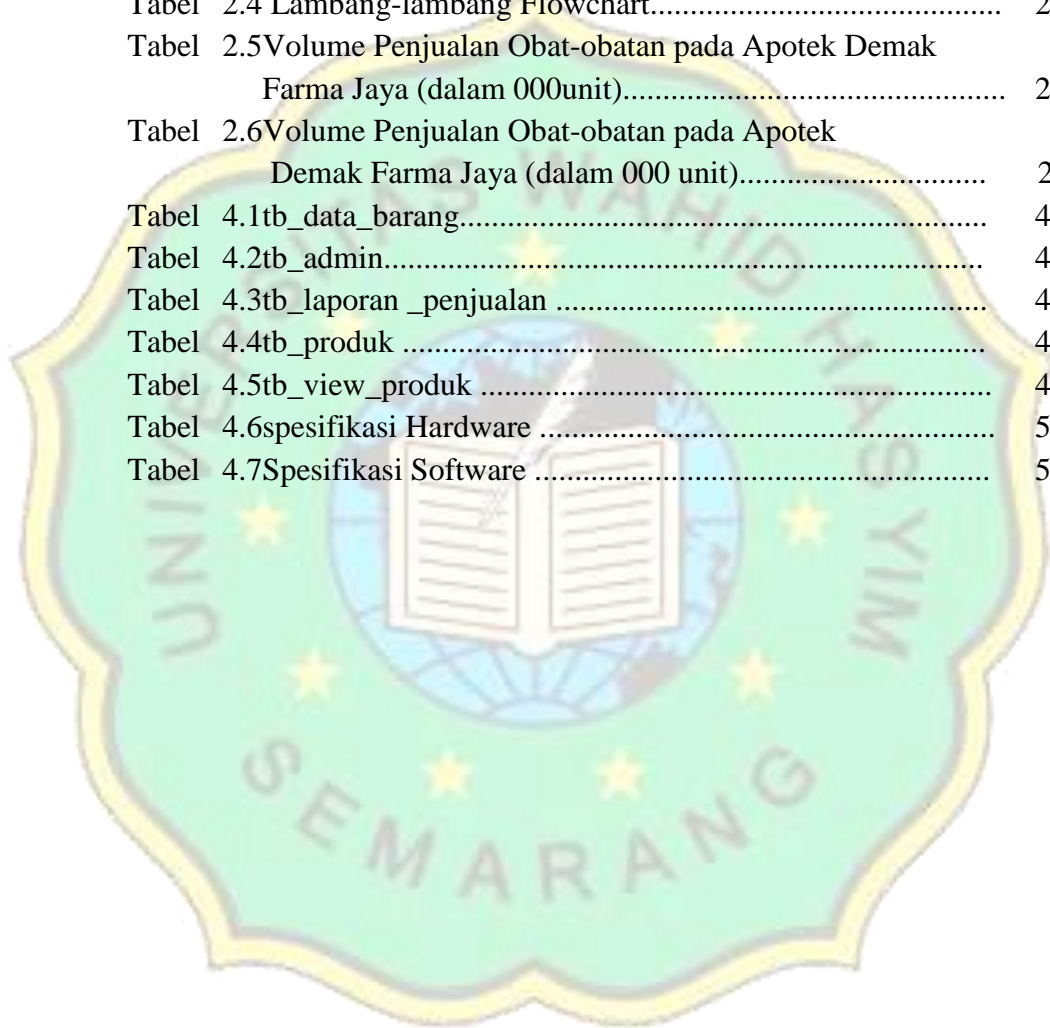 Tabel 2.4 Lambang-lambang Flowchart............................................ 2
Tabel 2.5Volume Penjualan Obat-obatan pada Apotek Demak
Farma Jaya (dalam 000unit)................................................ 2
Tabel 2.6Volume Penjualan Obat-obatan pada Apotek
Demak Farma Jaya (dalam 000 unit)............................... 2
Tabel 4.1tb_data_barang.................................................................. 4
Tabel 4.2tb_admin........................................................................... 4
Tabel 4.3tb_laporan _penjualan ...................................................... 4
Tabel 4.4tb_produk ......................................................................... 4
Tabel 4.5tb_view_produk ................................................................ 4
Tabel 4.6spesifikasi Hardware ......................................................... 5
Tabel 4.7Spesifikasi Software ......................................................... 5
UNIVERSITAS WAHID HASYIM
SEMARANG